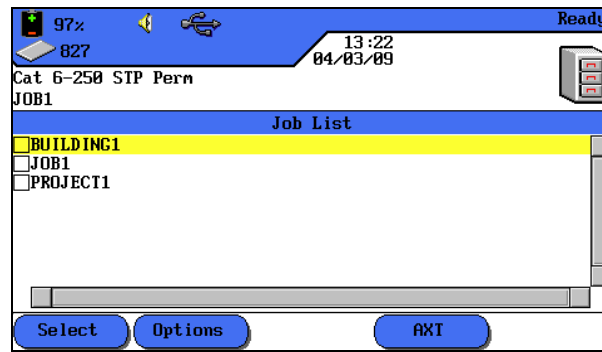 97% Ready
827 13:22
04/03/09
Cat 6-250 STP Perm
JOB1
Job List
BUILDING1
JOB1
PROJECT1
Select Options AXT